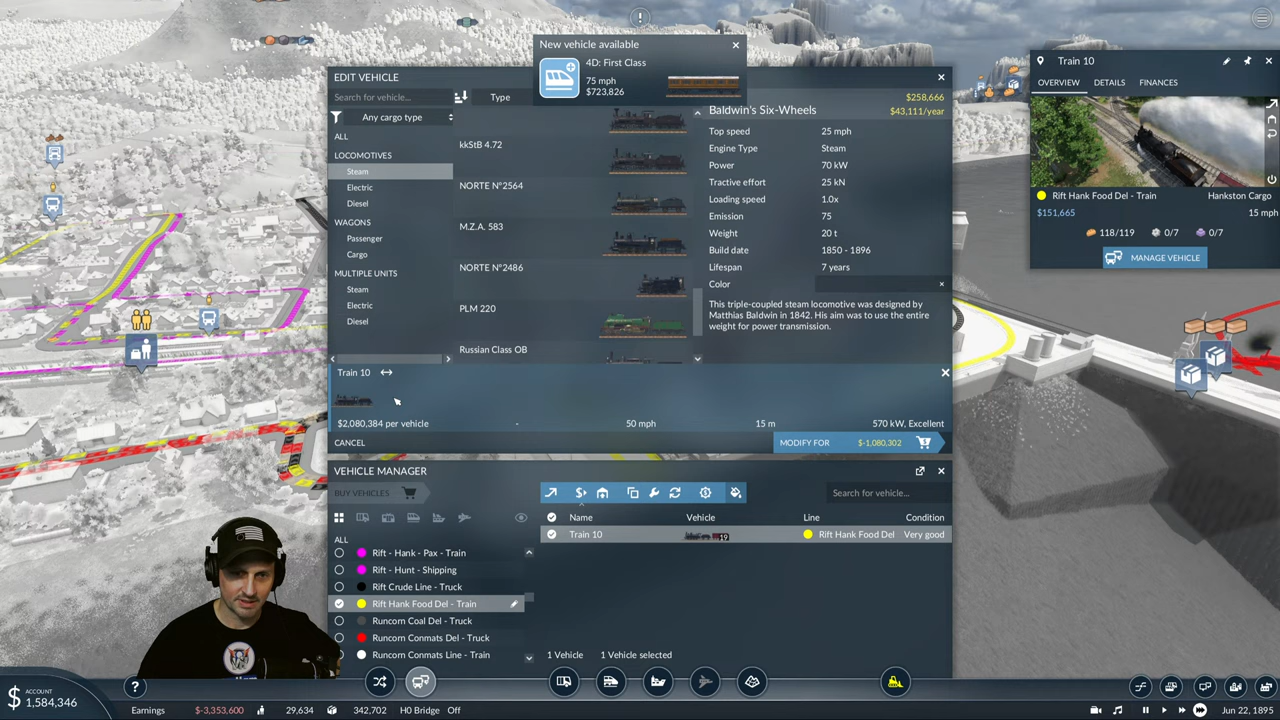 New vehicle available
4D: First Class
75 mph
$723,826
EDIT VEHICLE
Search for vehicle...
Type
Any cargo type
ALL
LOCOMOTIVES
Steam
Electric
Diesel
WAGONS
Passenger
Cargo
MULTIPLE UNITS
Steam
Electric
Diesel
kkStB 4.72
NORTE Nº2564
M.Z.A. 583
NORTE Nº2486
PLM 220
Russian Class OB
$258,666
Baldwin's Six-Wheels
$43,111/year
Top speed 25 mph
Engine Type Steam
Power 70 kW
Tractive effort 25 kN
Loading speed 1.0x
Emission 75
Weight 20 t
Build date 1850 - 1896
Lifespan 7 years
Color
This triple-coupled steam locomotive was designed by
Matthias Baldwin in 1842. His aim was to use the entire
weight for power transmission.
Train 10
$2,080,384 per vehicle - 50 mph 15 m 570 kW, Excellent
CANCEL
MODIFY FOR $-1,080,302
VEHICLE MANAGER
BUY VEHICLES
Search for vehicle...
Name Vehicle Line Condition
Train 10 19 Rift Hank Food Del Very good
ALL
Rift - Hank - Pax - Train
Rift - Hunt - Shipping
Rift Crude Line - Truck
Rift Hank Food Del - Train
Runcorn Coal Del - Truck
Runcorn Conmats Del - Truck
Runcorn Conmats Line - Train
1 Vehicle 1 Vehicle selected
Train 10
OVERVIEW DETAILS FINANCES
Rift Hank Food Del - Train Hankston Cargo
$151,665 15 mph
118/119 0/7 0/7
MANAGE VEHICLE
$ ACCOUNT
1,584,346
?
Earnings $-3,353,600 29,634 342,702 H0 Bridge Off
Jun 22, 1895